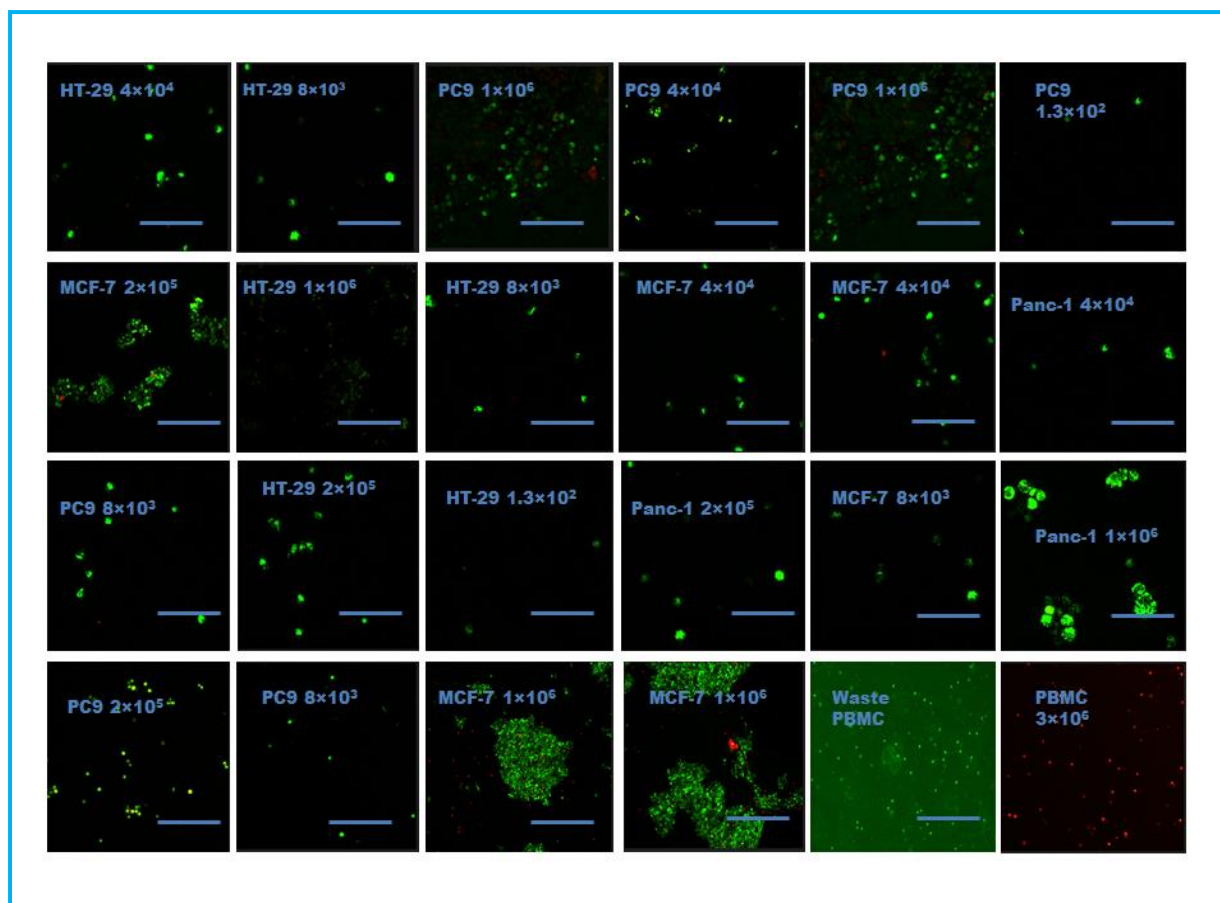 HT-29 4×10⁴
HT-29 8×10³
PC9 1×10⁶
PC9 4×10⁴
PC9 1×10⁶
PC9
1.3×10²
MCF-7 2×10⁵
HT-29 1×10⁶
HT-29 8×10³
MCF-7 4×10⁴
MCF-7 4×10⁴
Panc-1 4×10⁴
PC9 8×10³
HT-29 2×10⁵
HT-29 1.3×10²
Panc-1 2×10⁵
MCF-7 8×10³
Panc-1 1×10⁶
PC9 2×10⁵
PC9 8×10³
MCF-7 1×10⁶
MCF-7 1×10⁶
Waste
PBMC
PBMC
3×10⁶